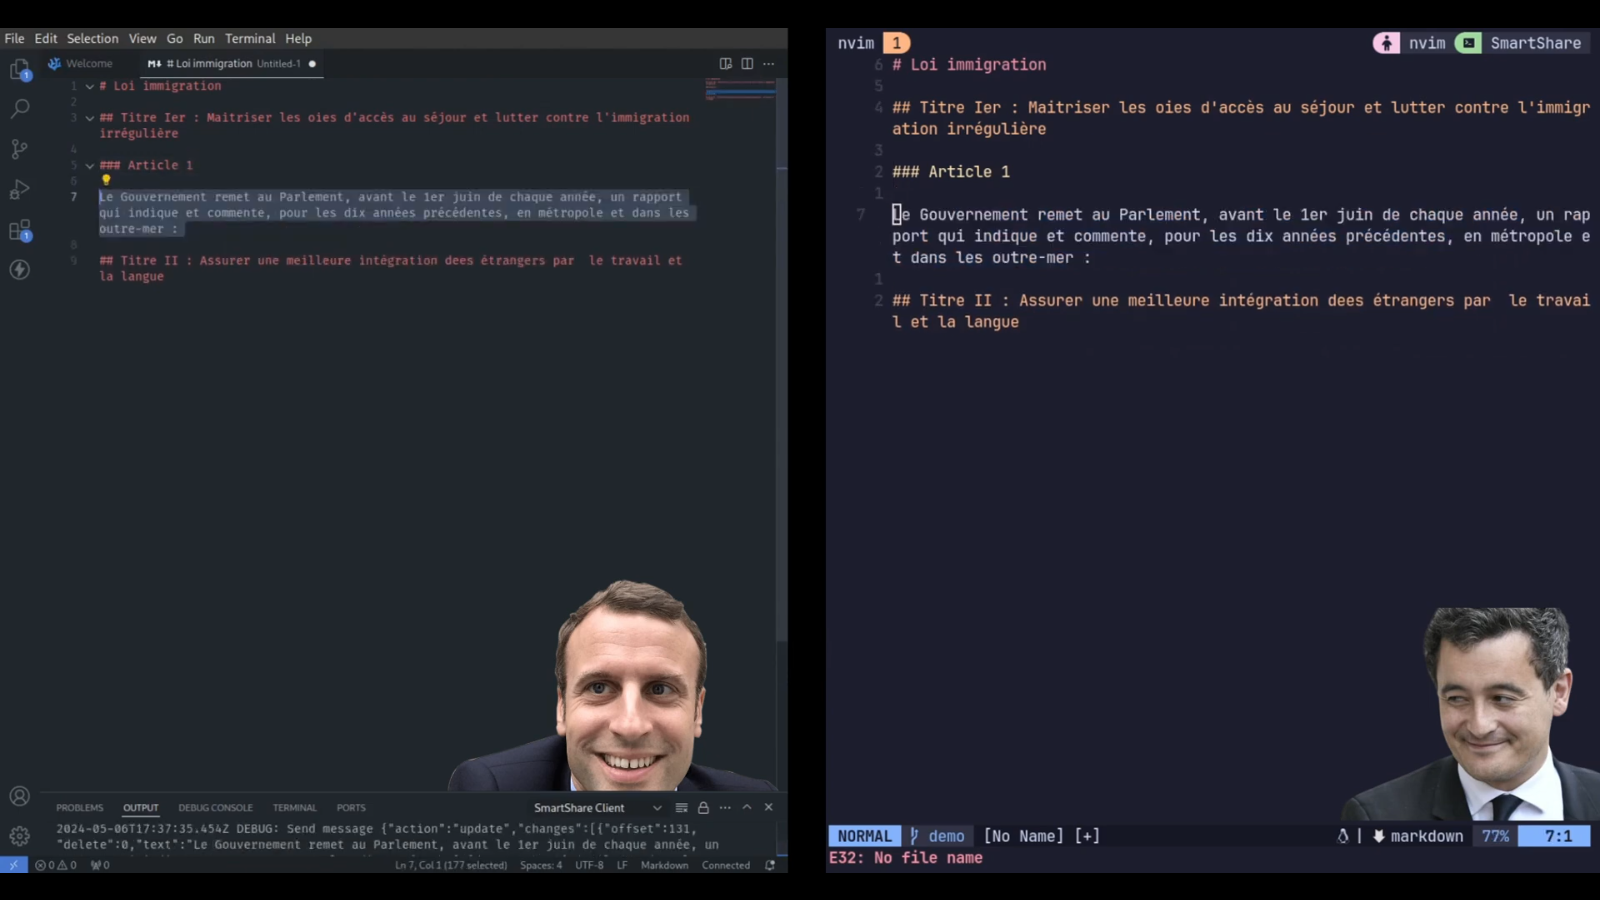 File Edit Selection View Go Run Terminal Help
Welcome
# Loi immigration Untitled-1
1 # Loi immigration
2
3 ## Titre Ier : Maitriser les oies d'accès au séjour et lutter contre l'immigration
irrégulière
4
5 ### Article 1
6
7 Le Gouvernement remet au Parlement, avant le 1er juin de chaque année, un rapport
qui indique et commente, pour les dix années précédentes, en métropole et dans les
outre-mer :
8
9 ## Titre II : Assurer une meilleure intégration dees étrangers par  le travail et
la langue
1
1
PROBLEMS OUTPUT DEBUG CONSOLE TERMINAL PORTS SmartShare Client
2024-05-06T17:37:35.454Z DEBUG: Send message {"action":"update","changes":[{"offset":131,
"delete":0,"text":"Le Gouvernement remet au Parlement, avant le 1er juin de chaque année, un
0 0 0 Ln 7, Col 1 (177 selected) Spaces: 4 UTF-8 LF Markdown Connected
nvim 1 nvim SmartShare
6 # Loi immigration
5
4 ## Titre Ier : Maitriser les oies d'accès au séjour et lutter contre l'immigr
ation irrégulière
3
2 ### Article 1
1
7 Le Gouvernement remet au Parlement, avant le 1er juin de chaque année, un rap
port qui indique et commente, pour les dix années précédentes, en métropole e
t dans les outre-mer :
1
2 ## Titre II : Assurer une meilleure intégration dees étrangers par  le travai
l et la langue
NORMAL demo [No Name] [+] markdown 77% 7:1
E32: No file name